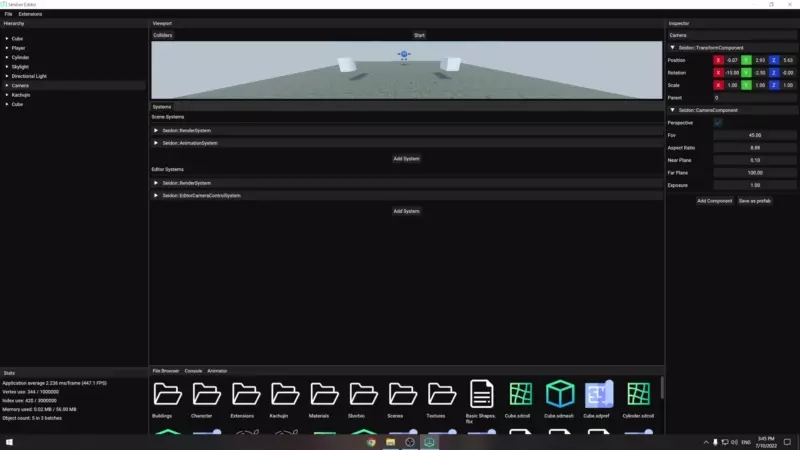 Seidon Editor
File Extensions
Hierarchy
Cube
Player
Cylinder
Skylight
Directional Light
Camera
Kachujin
Cube
Viewport
Colliders Start
Systems
Scene Systems
Seidon::RenderSystem
Seidon::AnimationSystem
Add System
Editor Systems
Seidon::RenderSystem
Seidon::EditorCameraControlSystem
Add System
Inspector
Camera
Seidon::TransformComponent
Position X -0.07 Y 2.93 Z 5.63
Rotation X -15.00 Y -2.50 Z -0.00
Scale X 1.00 Y 1.00 Z 1.00
Parent 0
Seidon::CameraComponent
Perspective
Fov 45.00
Aspect Ratio 8.89
Near Plane 0.10
Far Plane 100.00
Exposure 1.00
Add Component Save as prefab
Stats
Application average 2.236 ms/frame (447.1 FPS)
Vertex use: 344 / 1000000
Index use: 420 / 3000000
Memory used: 5.02 MB / 56.00 MB
Object count: 5 in 3 batches
File Browser Console Animator
Buildings Character Extensions Kachujin Materials Scenes Textures Basic Shapes.fbx Cube.sdcoll Cube.sdmesh Cube.sdpref Cylinder.sdcoll
ENG
3:45 PM
7/10/2022